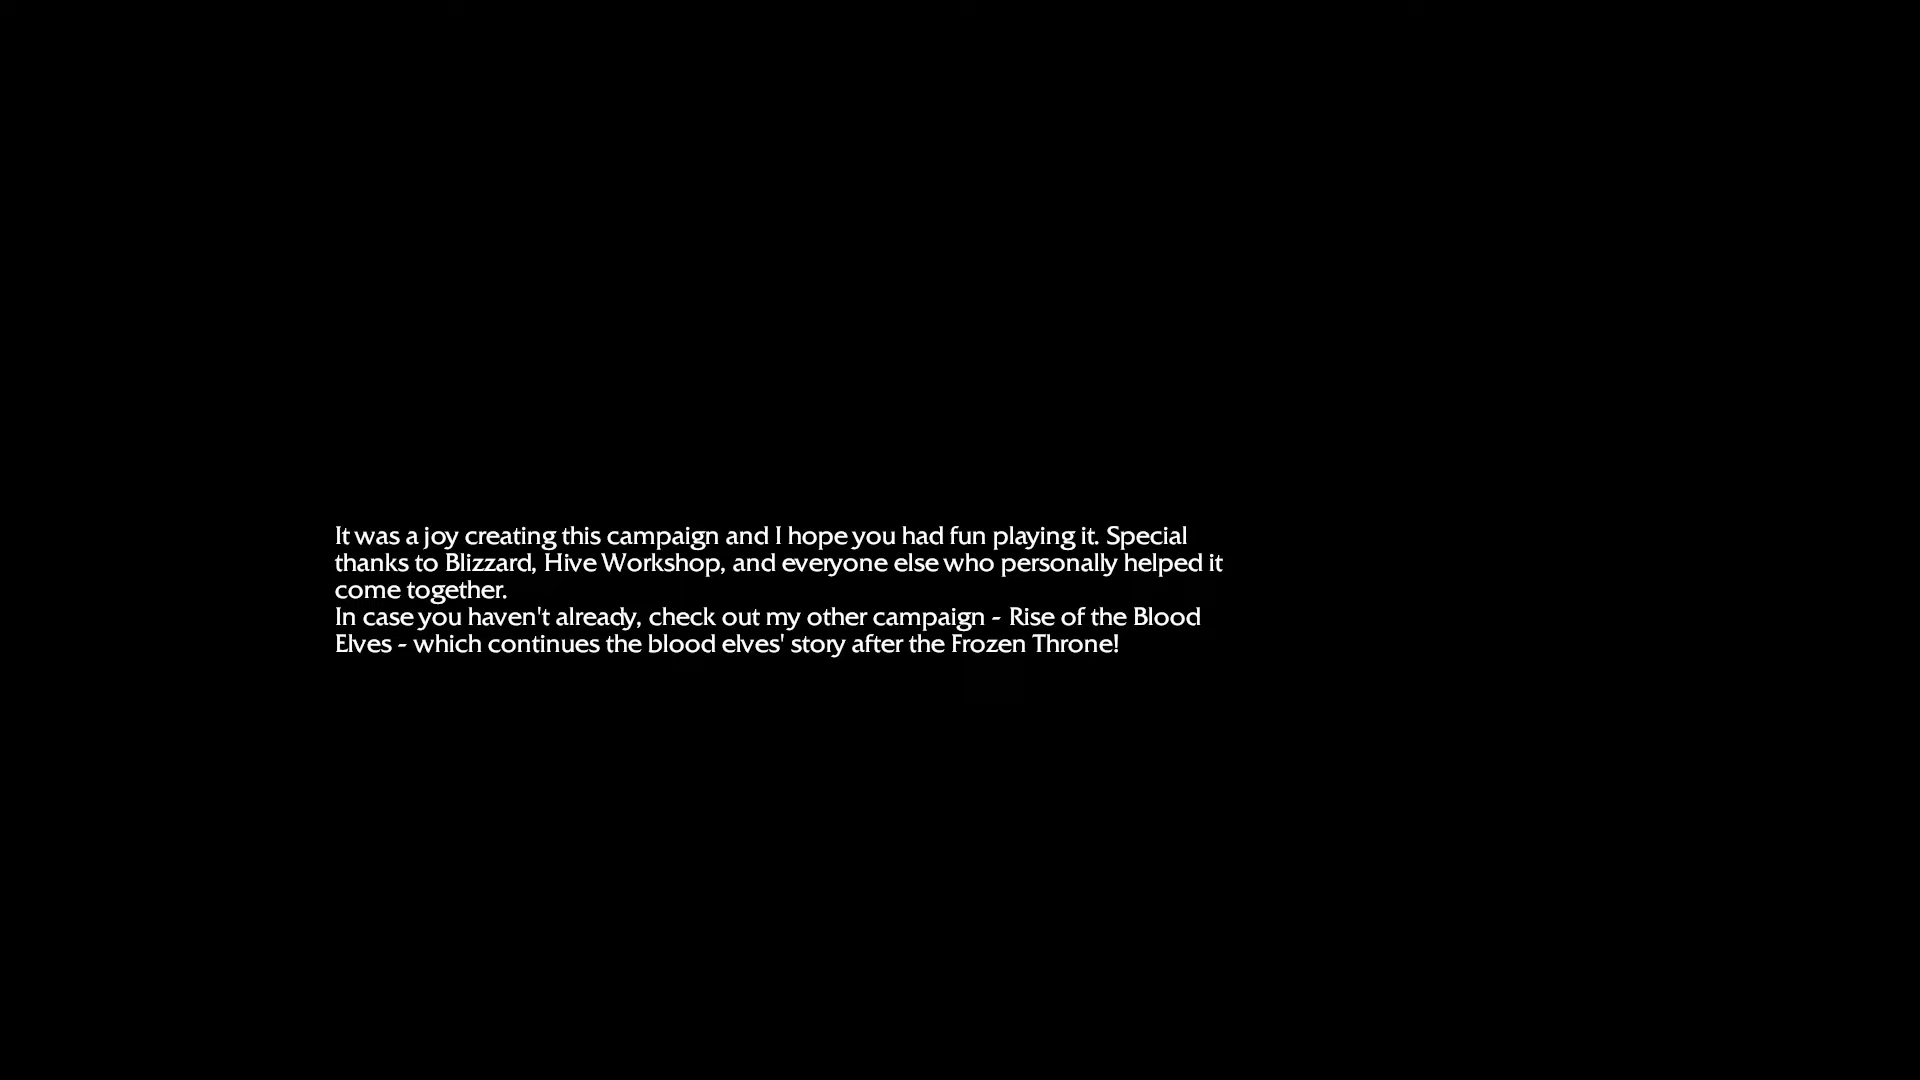 It was a joy creating this campaign and I hope you had fun playing it. Special
thanks to Blizzard, Hive Workshop, and everyone else who personally helped it
come together.
In case you haven't already, check out my other campaign - Rise of the Blood
Elves - which continues the blood elves' story after the Frozen Throne!